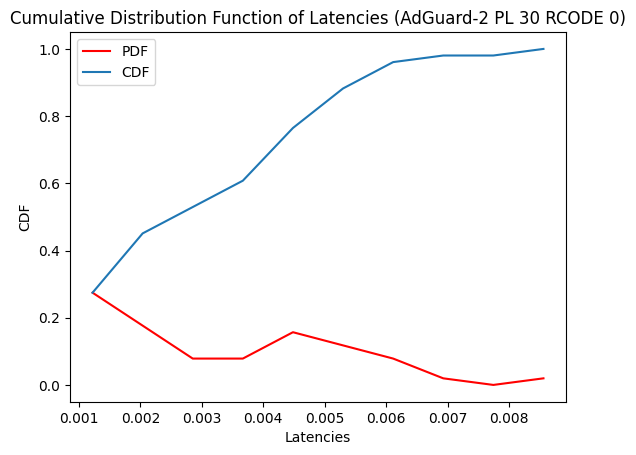 Cumulative Distribution Function of Latencies (AdGuard-2 PL 30 RCODE 0)
PDF
CDF
1.0
0.8
0.6
0.4
0.2
0.0
CDF
0.001 0.002 0.003 0.004 0.005 0.006 0.007 0.008
Latencies